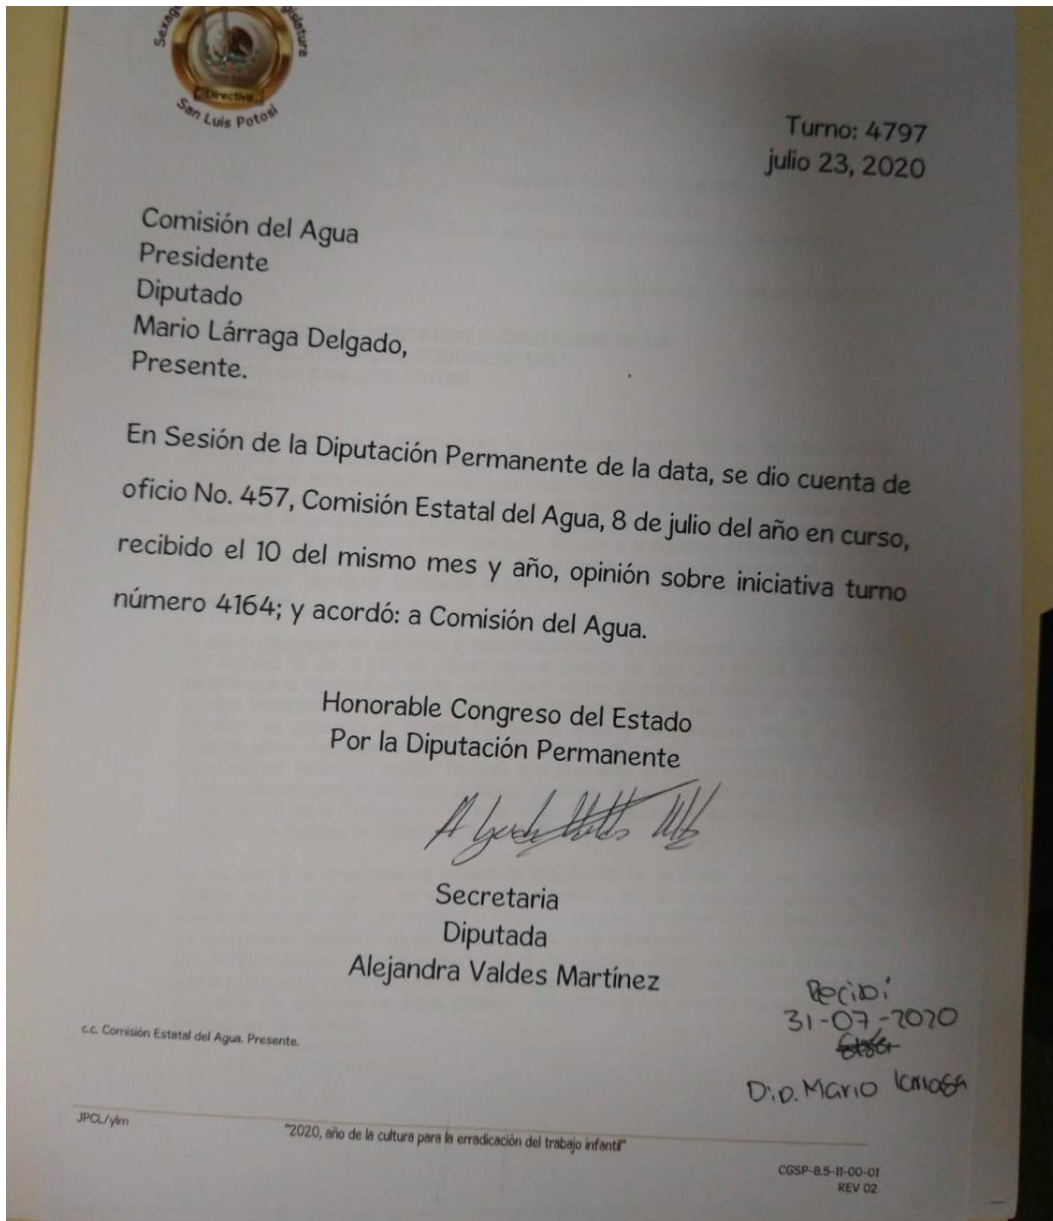 Directiva
San Luis Potosí
Turno: 4797
julio 23, 2020
Comisión del Agua
Presidente
Diputado
Mario Lárraga Delgado,
Presente.
En Sesión de la Diputación Permanente de la data, se dio cuenta de
oficio No. 457, Comisión Estatal del Agua, 8 de julio del año en curso,
recibido el 10 del mismo mes y año, opinión sobre iniciativa turno
número 4164; y acordó: a Comisión del Agua.
Honorable Congreso del Estado
Por la Diputación Permanente
Secretaria
Diputada
Alejandra Valdes Martínez
Recibí
31-07-2020
Dip. Mario
c.c. Comisión Estatal del Agua. Presente.
JPCL/ylm
"2020, año de la cultura para la erradicación del trabajo infantil"
CGSP-8.5-11-00-01
REV 02